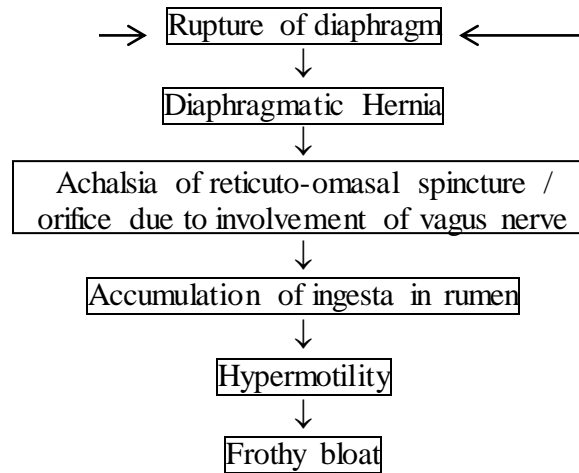 Rupture of diaphragm
Diaphragmatic Hernia
Achalsia of reticuto-omasal spincture /
orifice due to involvement of vagus nerve
Accumulation of ingesta in rumen
Hypermotility
Frothy bloat